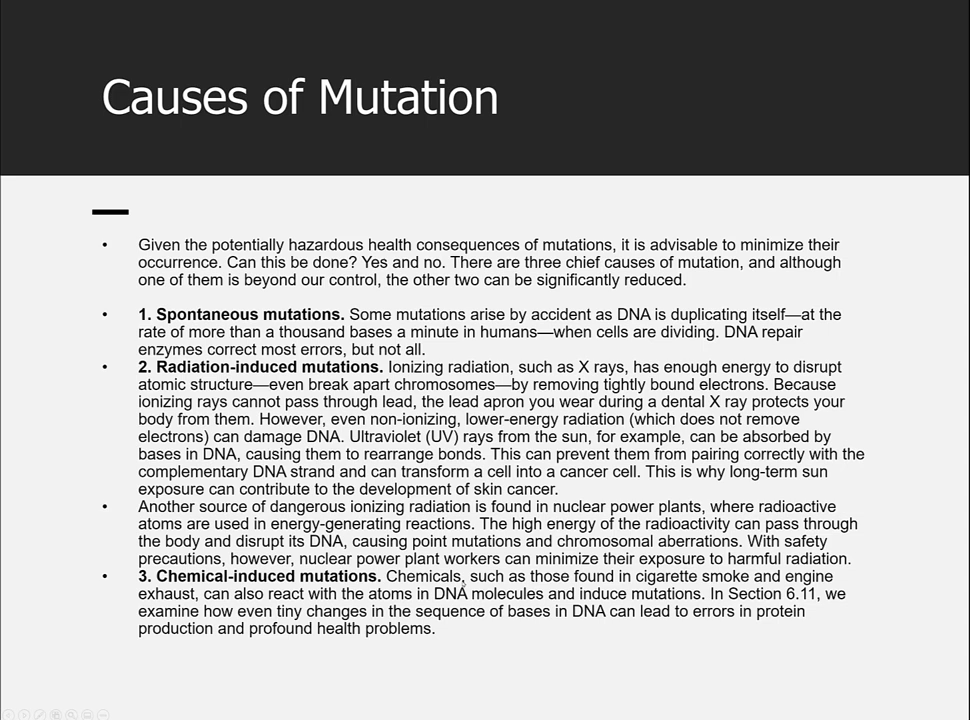 Causes of Mutation
• Given the potentially hazardous health consequences of mutations, it is advisable to minimize their
occurrence. Can this be done? Yes and no. There are three chief causes of mutation, and although
one of them is beyond our control, the other two can be significantly reduced.
• 1. Spontaneous mutations. Some mutations arise by accident as DNA is duplicating itself—at the
rate of more than a thousand bases a minute in humans—when cells are dividing. DNA repair
enzymes correct most errors, but not all.
• 2. Radiation-induced mutations. Ionizing radiation, such as X rays, has enough energy to disrupt
atomic structure—even break apart chromosomes—by removing tightly bound electrons. Because
ionizing rays cannot pass through lead, the lead apron you wear during a dental X ray protects your
body from them. However, even non-ionizing, lower-energy radiation (which does not remove
electrons) can damage DNA. Ultraviolet (UV) rays from the sun, for example, can be absorbed by
bases in DNA, causing them to rearrange bonds. This can prevent them from pairing correctly with the
complementary DNA strand and can transform a cell into a cancer cell. This is why long-term sun
exposure can contribute to the development of skin cancer.
• Another source of dangerous ionizing radiation is found in nuclear power plants, where radioactive
atoms are used in energy-generating reactions. The high energy of the radioactivity can pass through
the body and disrupt its DNA, causing point mutations and chromosomal aberrations. With safety
precautions, however, nuclear power plant workers can minimize their exposure to harmful radiation.
• 3. Chemical-induced mutations. Chemicals, such as those found in cigarette smoke and engine
exhaust, can also react with the atoms in DNA molecules and induce mutations. In Section 6.11, we
examine how even tiny changes in the sequence of bases in DNA can lead to errors in protein
production and profound health problems.